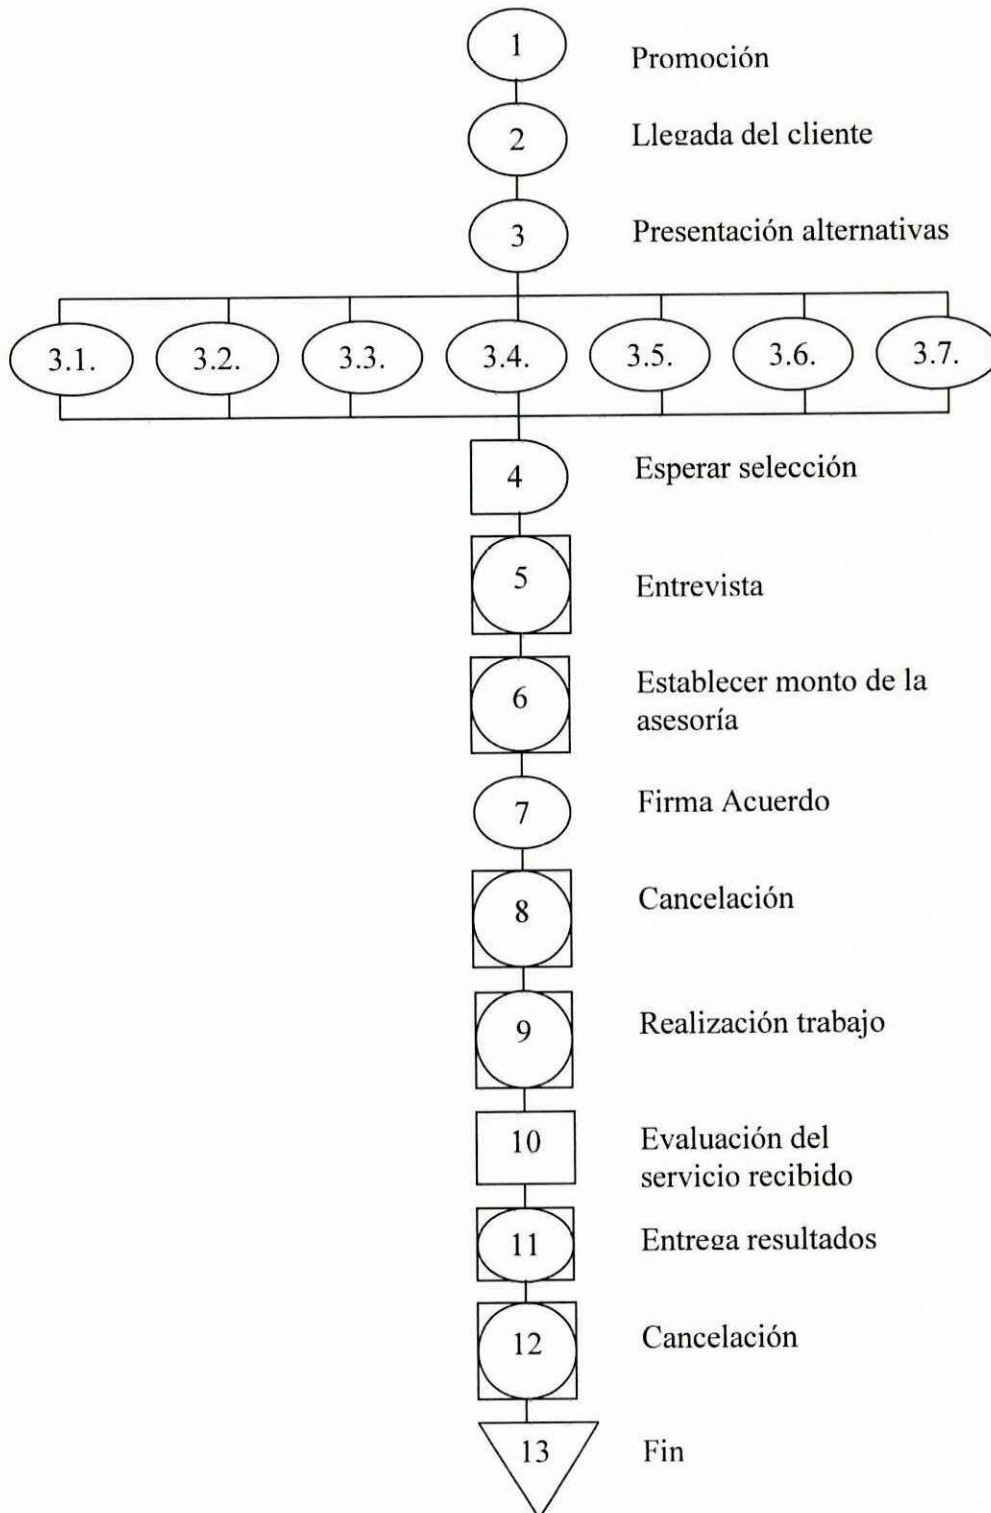 1
Promoción
2
Llegada del cliente
3
Presentación alternativas
3.1. 3.2. 3.3. 3.4. 3.5. 3.6. 3.7.
4
Esperar selección
5
Entrevista
6
Establecer monto de la
asesoría
7
Firma Acuerdo
8
Cancelación
9
Realización trabajo
10
Evaluación del
servicio recibido
11
Entrega resultados
12
Cancelación
13
Fin